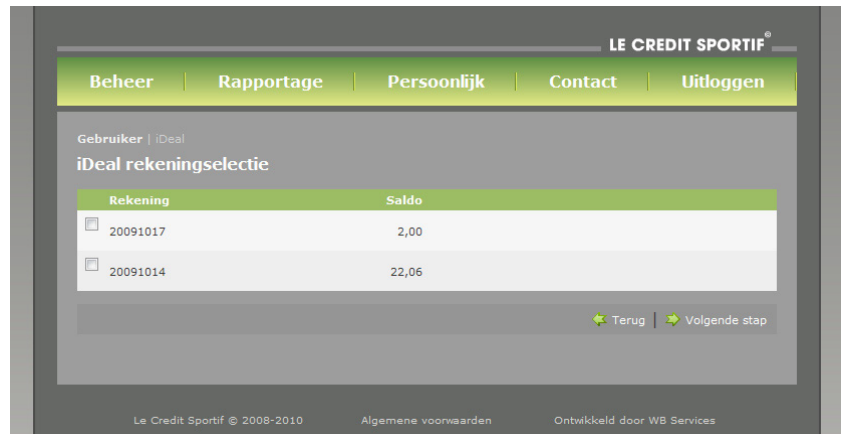 LE CREDIT SPORTIF®
Beheer Rapportage Persoonlijk Contact Uitloggen
Gebruiker | iDeal
iDeal rekeningselectie
Rekening Saldo
20091017 2,00
20091014 22,06
Terug | Volgende stap
Le Credit Sportif © 2008-2010 Algemene voorwaarden Ontwikkeld door WB Services